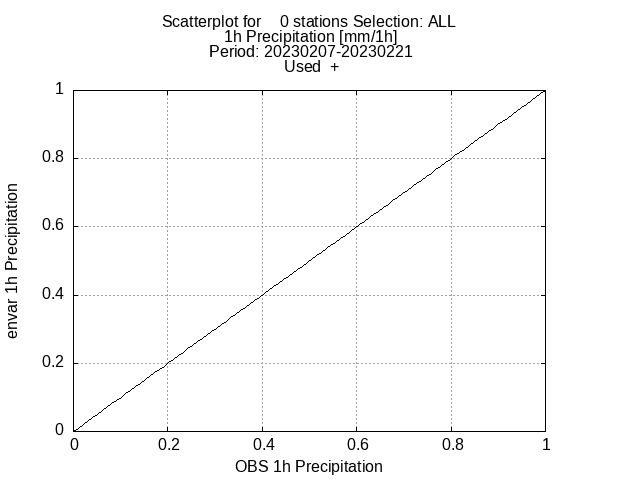 Scatterplot for    0 stations Selection: ALL
1h Precipitation [mm/1h]
Period: 20230207-20230221
Used  +
1
0.8
0.6
0.4
0.2
0
envar 1h Precipitation
0 0.2 0.4 0.6 0.8 1
OBS 1h Precipitation